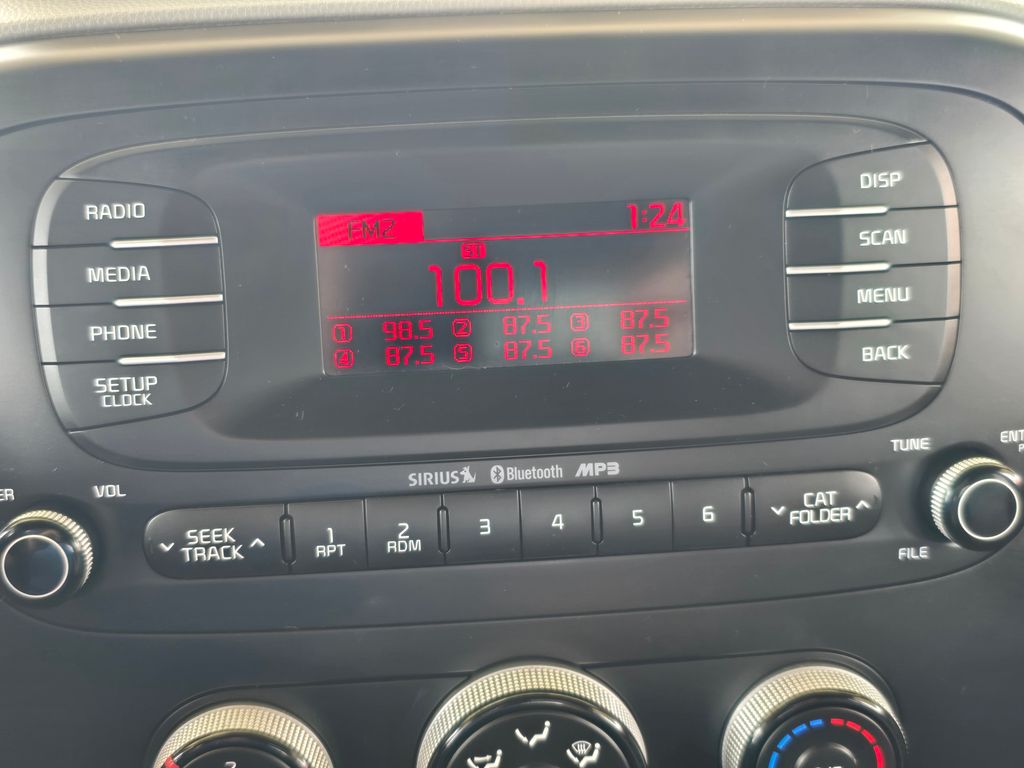 RADIO
MEDIA
PHONE
SETUP
CLOCK
FM2 1:24
ST
100.1
1 98.5 2 87.5 3 87.5
4 87.5 5 87.5 6 87.5
DISP
SCAN
MENU
BACK
TUNE
VOL
SIRIUS Bluetooth MP3
SEEK
TRACK
1
RPT
2
RDM
3
4
5
6
CAT
FOLDER
FILE